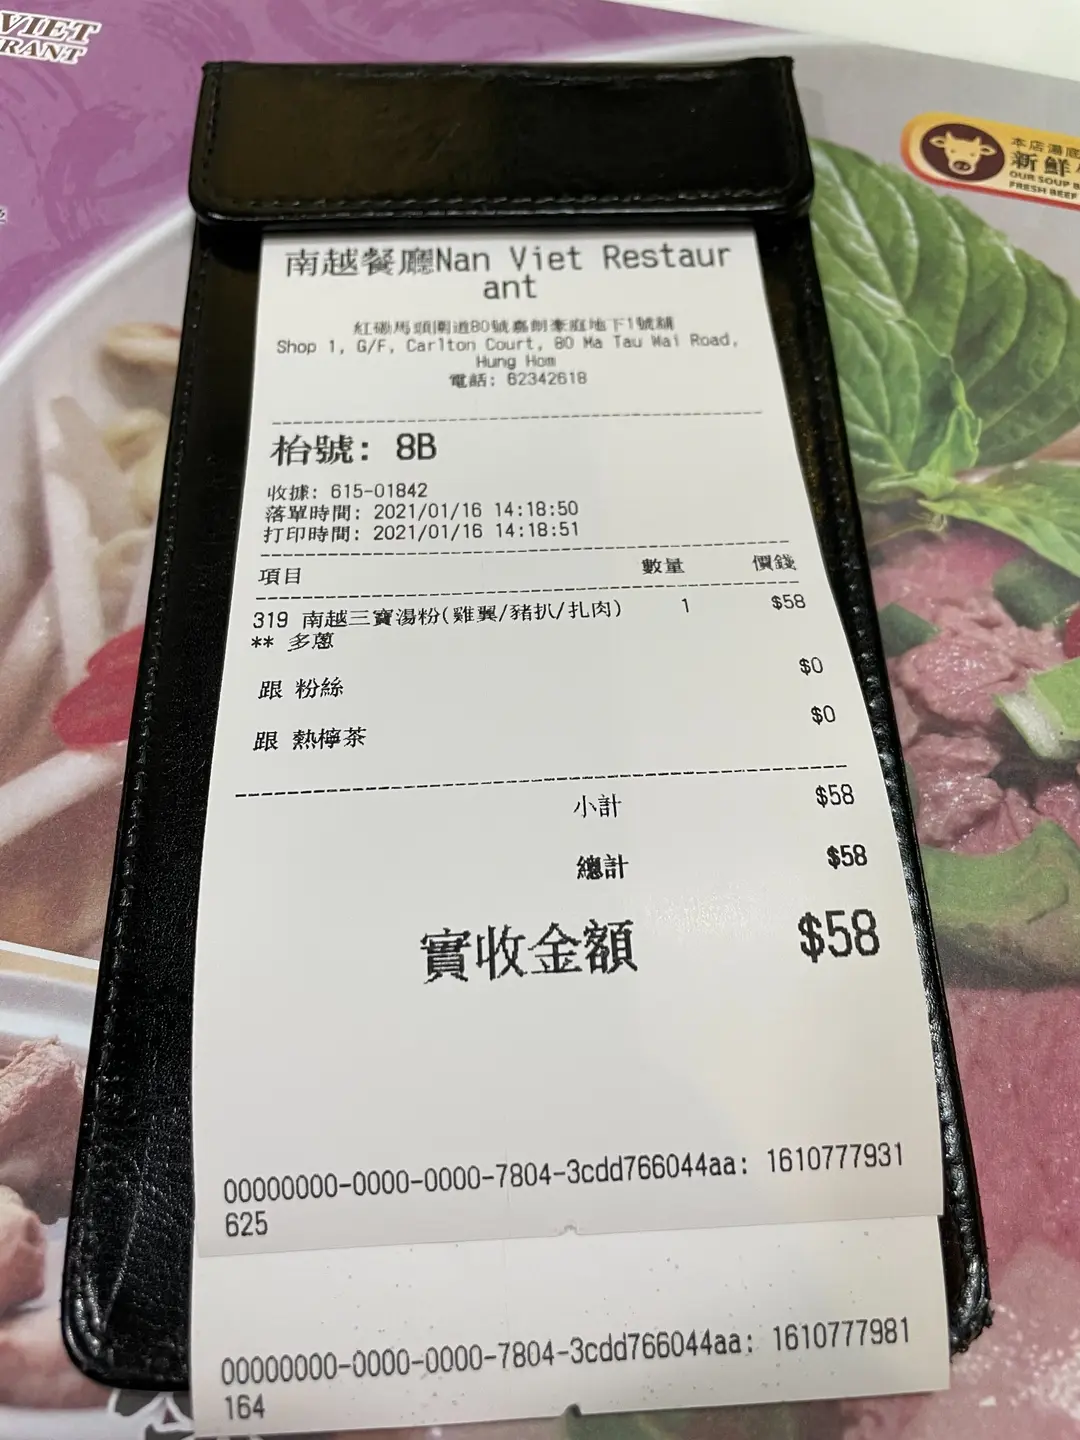 VIET
RANT
本店湯底
新鮮
OUR SOUP B
FRESH BEEF
南越餐廳Nan Viet Restaur
ant
紅磡馬頭圍道80號嘉朗豪庭地下1號舖
Shop 1, G/F, Carlton Court, 80 Ma Tau Wai Road,
Hung Hom
電話: 62342618
枱號: 8B
收據: 615-01842
落單時間: 2021/01/16 14:18:50
打印時間: 2021/01/16 14:18:51
項目 數量 價錢
319 南越三寶湯粉(雞翼/豬扒/扎肉) 1 $58
** 多蔥
跟 粉絲 $0
跟 熱檸茶 $0
小計 $58
總計 $58
實收金額 $58
00000000-0000-0000-7804-3cdd766044aa: 1610777931
625
00000000-0000-0000-7804-3cdd766044aa: 1610777981
164